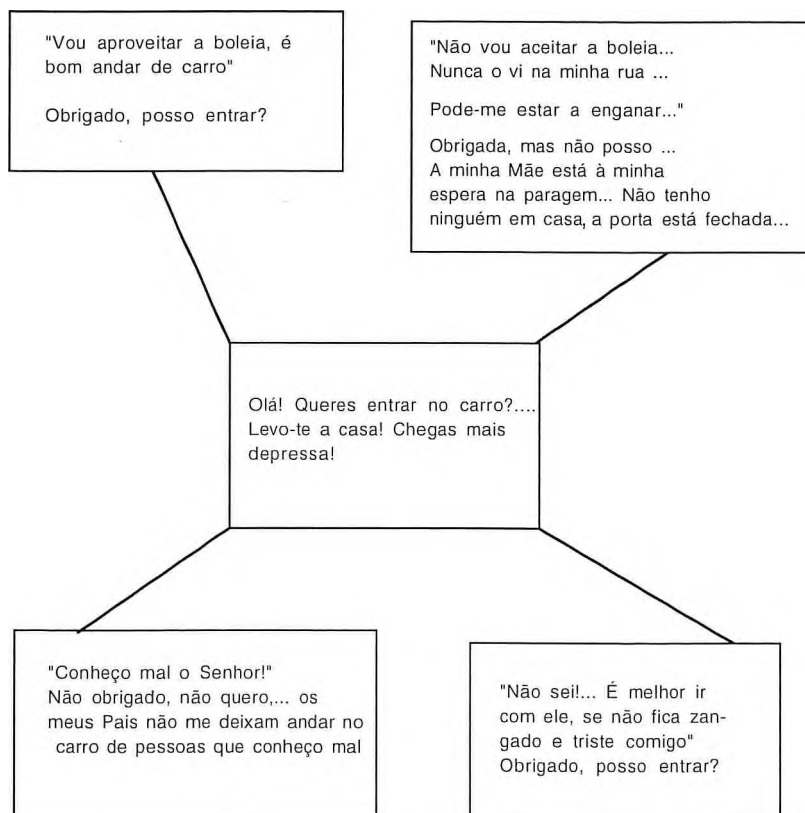 "Vou aproveitar a boleia, é
bom andar de carro"
Obrigado, posso entrar?
"Não vou aceitar a boleia...
Nunca o vi na minha rua ...
Pode-me estar a enganar..."
Obrigada, mas não posso ...
A minha Mãe está à minha
espera na paragem... Não tenho
ninguém em casa, a porta está fechada...
Olá! Queres entrar no carro?....
Levo-te a casa! Chegas mais
depressa!
"Conheço mal o Senhor!"
Não obrigado, não quero,... os
meus Pais não me deixam andar no
carro de pessoas que conheço mal
"Não sei!... É melhor ir
com ele, se não fica zan-
gado e triste comigo"
Obrigado, posso entrar?